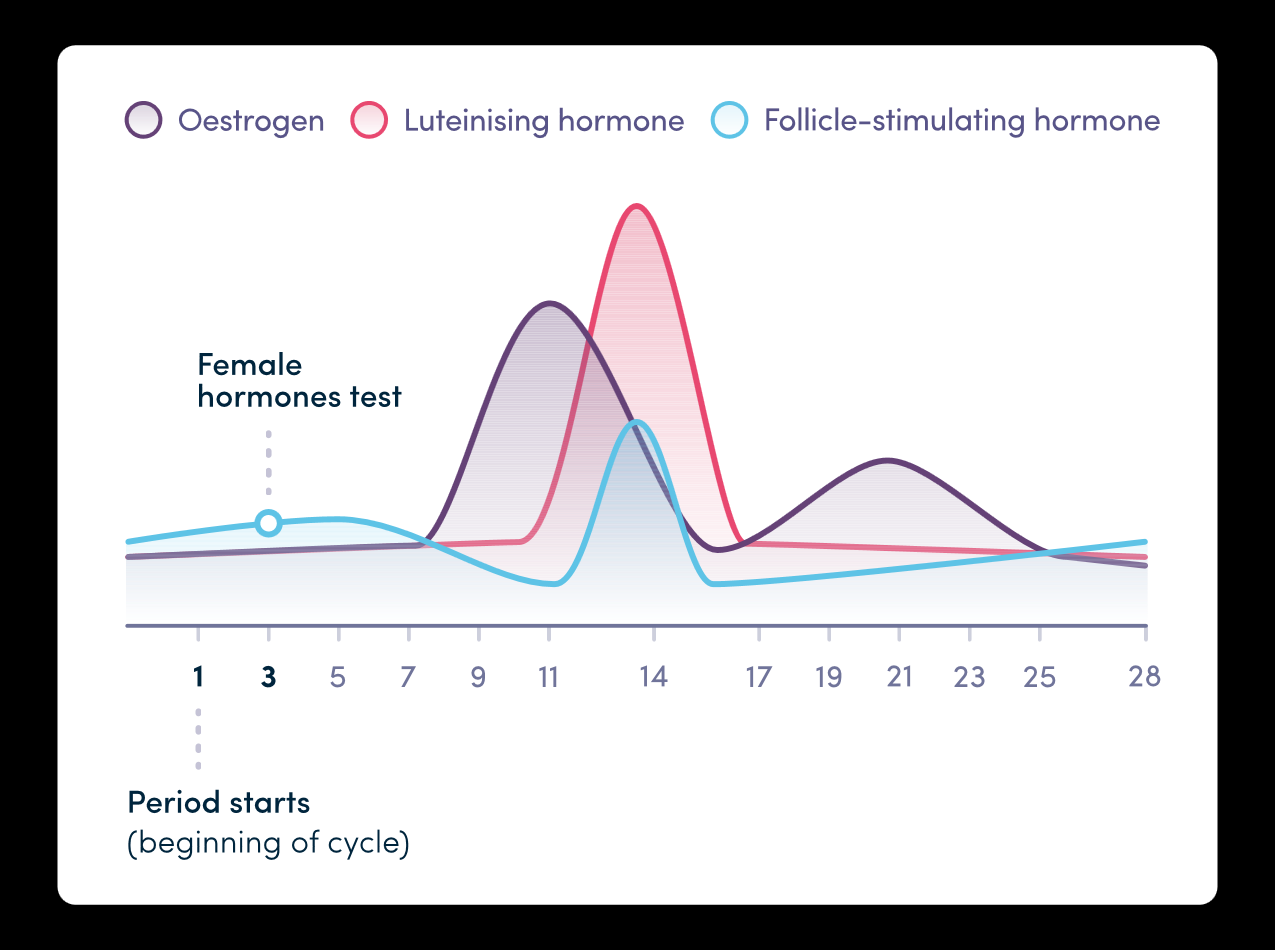 Oestrogen Luteinising hormone Follicle-stimulating hormone
Female
hormones test
1 3 5 7 9 11 14 17 19 21 23 25 28
Period starts
(beginning of cycle)